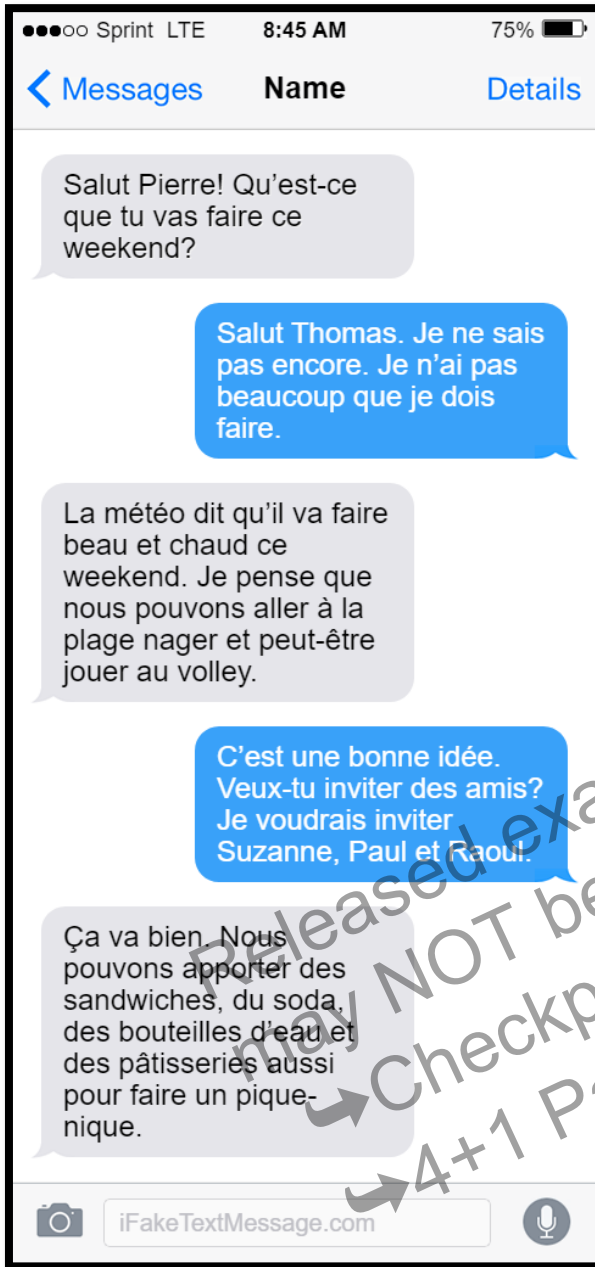 Sprint LTE 8:45 AM 75%
Messages Name Details
Salut Pierre! Qu'est-ce
que tu vas faire ce
weekend?
Salut Thomas. Je ne sais
pas encore. Je n'ai pas
beaucoup que je dois
faire.
La météo dit qu'il va faire
beau et chaud ce
weekend. Je pense que
nous pouvons aller à la
plage nager et peut-être
jouer au volley.
C'est une bonne idée.
Veux-tu inviter des amis?
Je voudrais inviter
Suzanne, Paul et Raoul.
Ça va bien. Nous
pouvons apporter des
sandwiches, du soda,
des bouteilles d'eau et
des pâtisseries aussi
pour faire un pique-
nique.
Released
may NOT
4+1
iFakeTextMessage.com